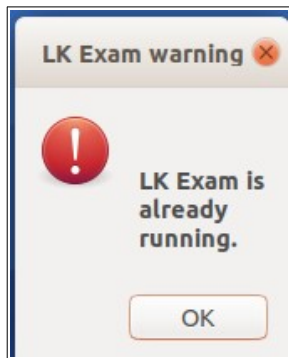 LK Exam warning
LK Exam is
already
running.
OK